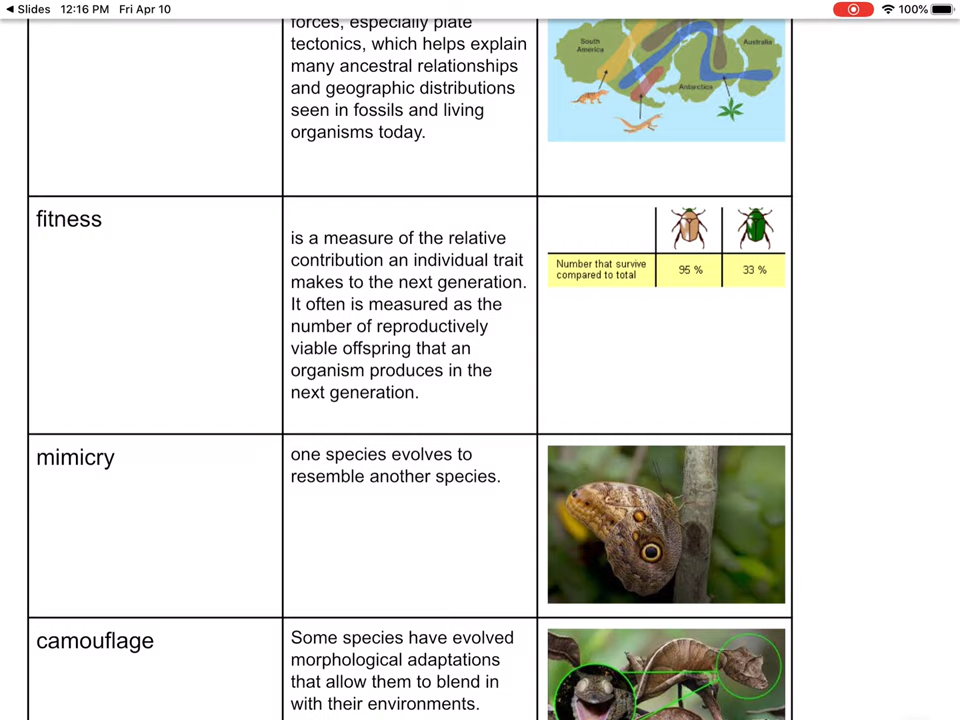 ◀ Slides 12:16 PM Fri Apr 10
100%
forces, especially plate
tectonics, which helps explain
many ancestral relationships
and geographic distributions
seen in fossils and living
organisms today.
South
America
Australia
Antarctica
fitness
is a measure of the relative
contribution an individual trait
makes to the next generation.
It often is measured as the
number of reproductively
viable offspring that an
organism produces in the
next generation.
Number that survive
compared to total
95 %
33 %
mimicry
one species evolves to
resemble another species.
camouflage
Some species have evolved
morphological adaptations
that allow them to blend in
with their environments.